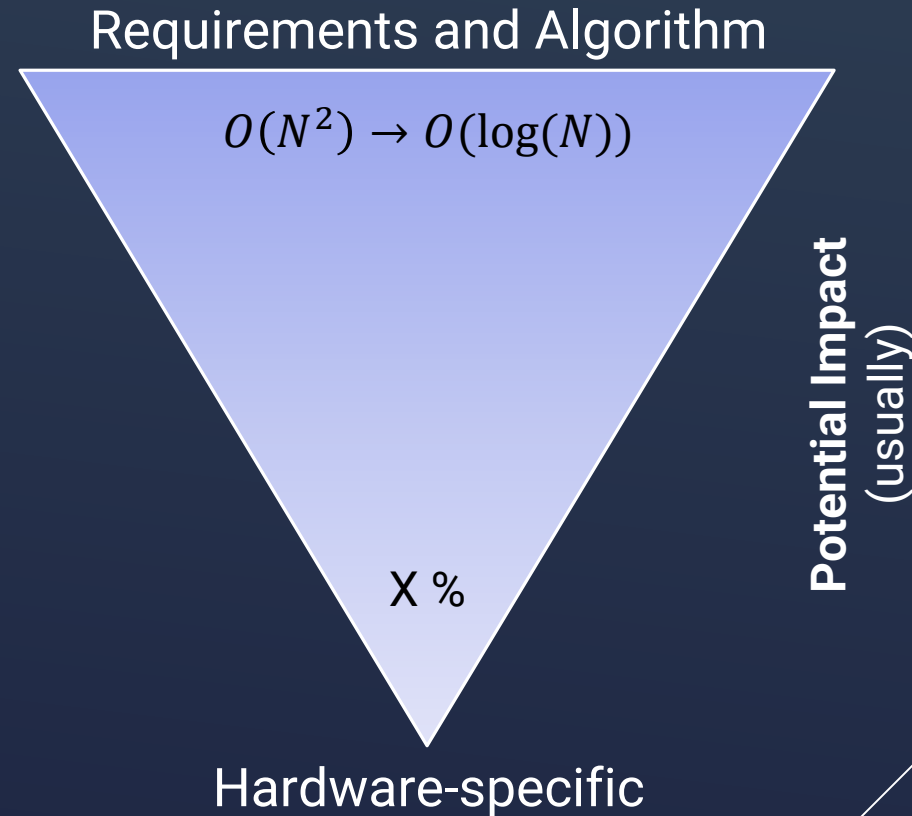 Requirements and Algorithm
O(N²) → O(log(N))
Potential Impact
(usually)
X %
Hardware-specific